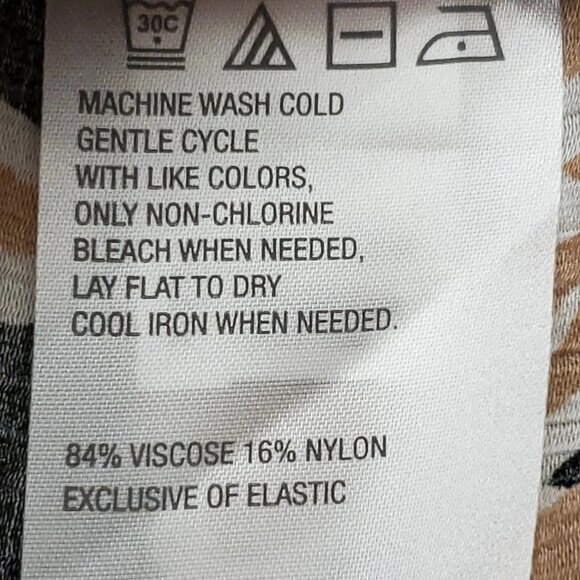 30C
MACHINE WASH COLD
GENTLE CYCLE
WITH LIKE COLORS,
ONLY NON-CHLORINE
BLEACH WHEN NEEDED,
LAY FLAT TO DRY
COOL IRON WHEN NEEDED.
84% VISCOSE 16% NYLON
EXCLUSIVE OF ELASTIC